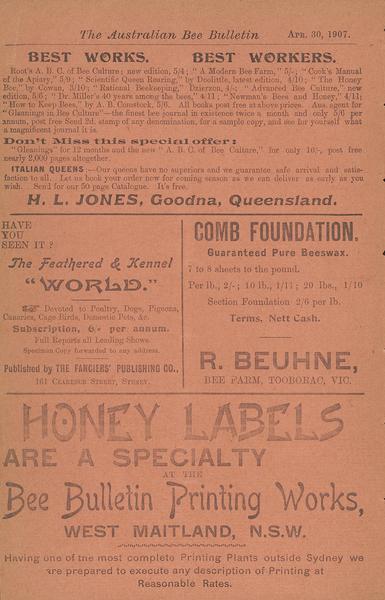 The Australian Bee Bulletin   APR. 30, 1907.
BEST WORKS.   BEST WORKERS.
Root's A. B. C. of Bee Culture; new edition, 5/4; "A Modern Bee Farm," 5/-; "Cook's Manual
of the Apiary," 5/9; "Scientific Queen Rearing," by Doolittle, latest edition, 4/10; "The Honey
Bee," by Cowan, 3/10; "Rational Beekeeping," Dzierzon, 4/-; "Advanced Bee Culture," new
edition, 5/6; "Dr. Miller's 40 years among the bees," 4/11; "Newman's Bees and Honey," 4/11;
"How to Keep Bees," by A. B. Comstock, 5/6. All books post free at above prices. Aus. agent for
"Gleanings in Bee Culture"—the finest bee journal in existence twice a month and only 5/6 per
annum, post free Send 2d. stamp of any denomination, for a sample copy, and see for yourself what
a magnificent journal it is.
Don't Miss this special offer:
"Gleanings" for 12 months and the new "A. B. C. of Bee Culture," for only 10/-, post free
nearly 2,000 pages altogether.
ITALIAN QUEENS:—Our queens have no superiors and we guarantee safe arrival and satis-
faction to all. Let us book your order now for coming season as we can deliver as early as you
wish. Send for our 50 page Catalogue. It's free.
H. L. JONES, Goodna, Queensland.
HAVE
YOU
SEEN IT?
The Feathered & Kennel
"WORLD."
Devoted to Poultry, Dogs, Pigeons,
Canaries, Cage Birds, Domestic Pets, &c.
Subscription, 6/- per annum.
Full Reports all Leading Shows.
Specimen Copy forwarded to any address.
Published by THE FANCIERS' PUBLISHING CO.,
161 CLARENCE STREET, SYDNEY.
COMB FOUNDATION.
Guaranteed Pure Beeswax.
7 to 8 sheets to the pound.
Per lb., 2/-; 10 lb., 1/11; 20 lbs., 1/10
Section Foundation 2/6 per lb.
Terms, Nett Cash.
R. BEUHNE,
BEE FARM, TOOBORAC, VIC.
HONEY LABELS
ARE A SPECIALTY
AT THE
Bee Bulletin Printing Works,
WEST MAITLAND, N.S.W.
Having one of the most complete Printing Plants outside Sydney we
are prepared to execute any description of Printing at
Reasonable Rates.